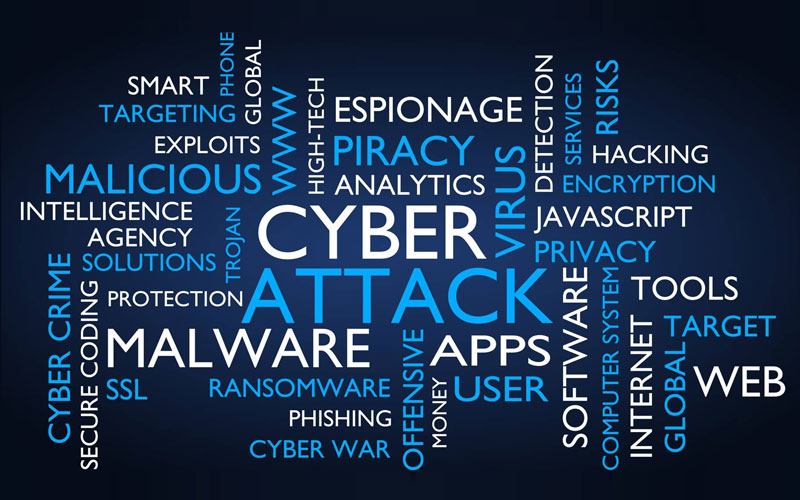 SMART
PHONE
GLOBAL
TARGETING
WWW
HIGH-TECH
ESPIONAGE
DETECTION
SERVICES
RISKS
EXPLOITS
PIRACY
HACKING
MALICIOUS
ANALYTICS
VIRUS
ENCRYPTION
INTELLIGENCE
CYBER
JAVASCRIPT
AGENCY
TROJAN
PRIVACY
SOLUTIONS
CYBER CRIME
SECURE CODING
PROTECTION
ATTACK
SOFTWARE
COMPUTER SYSTEM
TOOLS
INTERNET
TARGET
MALWARE
OFFENSIVE
APPS
GLOBAL
WEB
SSL
RANSOMWARE
MONEY
USER
PHISHING
CYBER WAR